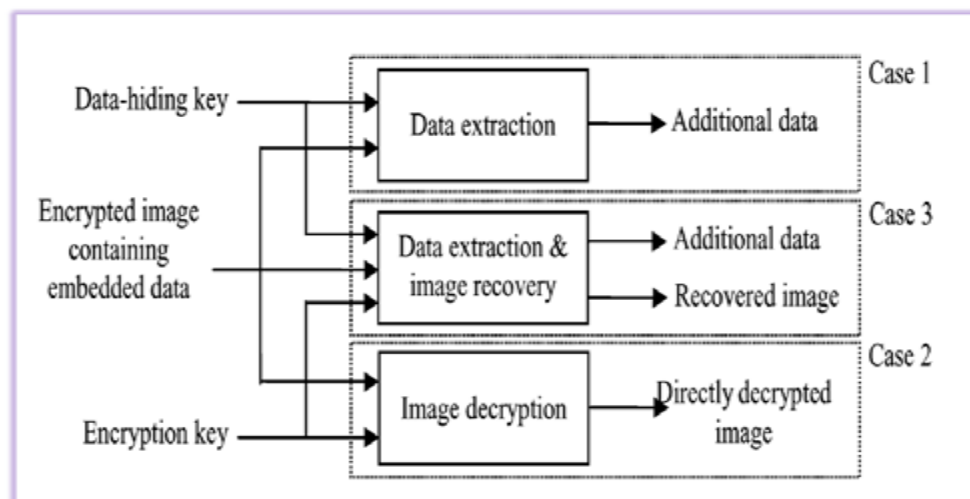 Data-hiding key
Encrypted image
containing
embedded data
Encryption key
Data extraction
Additional data
Case 1
Data extraction &
image recovery
Additional data
Recovered image
Case 3
Image decryption
Directly decrypted
image
Case 2